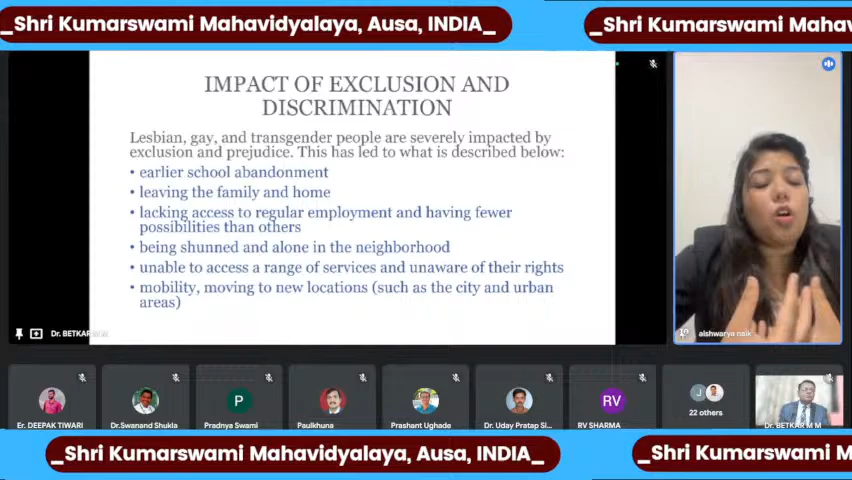 _Shri Kumarswami Mahavidyalaya, Ausa, INDIA_
_Shri Kumarswami Mahav
IMPACT OF EXCLUSION AND
DISCRIMINATION
Lesbian, gay, and transgender people are severely impacted by
exclusion and prejudice. This has led to what is described below:
• earlier school abandonment
• leaving the family and home
• lacking access to regular employment and having fewer
possibilities than others
• being shunned and alone in the neighborhood
• unable to access a range of services and unaware of their rights
• mobility, moving to new locations (such as the city and urban
areas)
Dr. BETKAR
aishwarya naik
P
RV
J
Er. DEEPAK TIWARI
Dr.Swanand Shukla
Pradnya Swami
Paulkhuna
Prashant Ughade
Dr. Uday Pratap Si...
RV SHARMA
22 others
Dr. BETKAR M M
_Shri Kumarswami Mahavidyalaya, Ausa, INDIA_
_Shri Kumarswami M